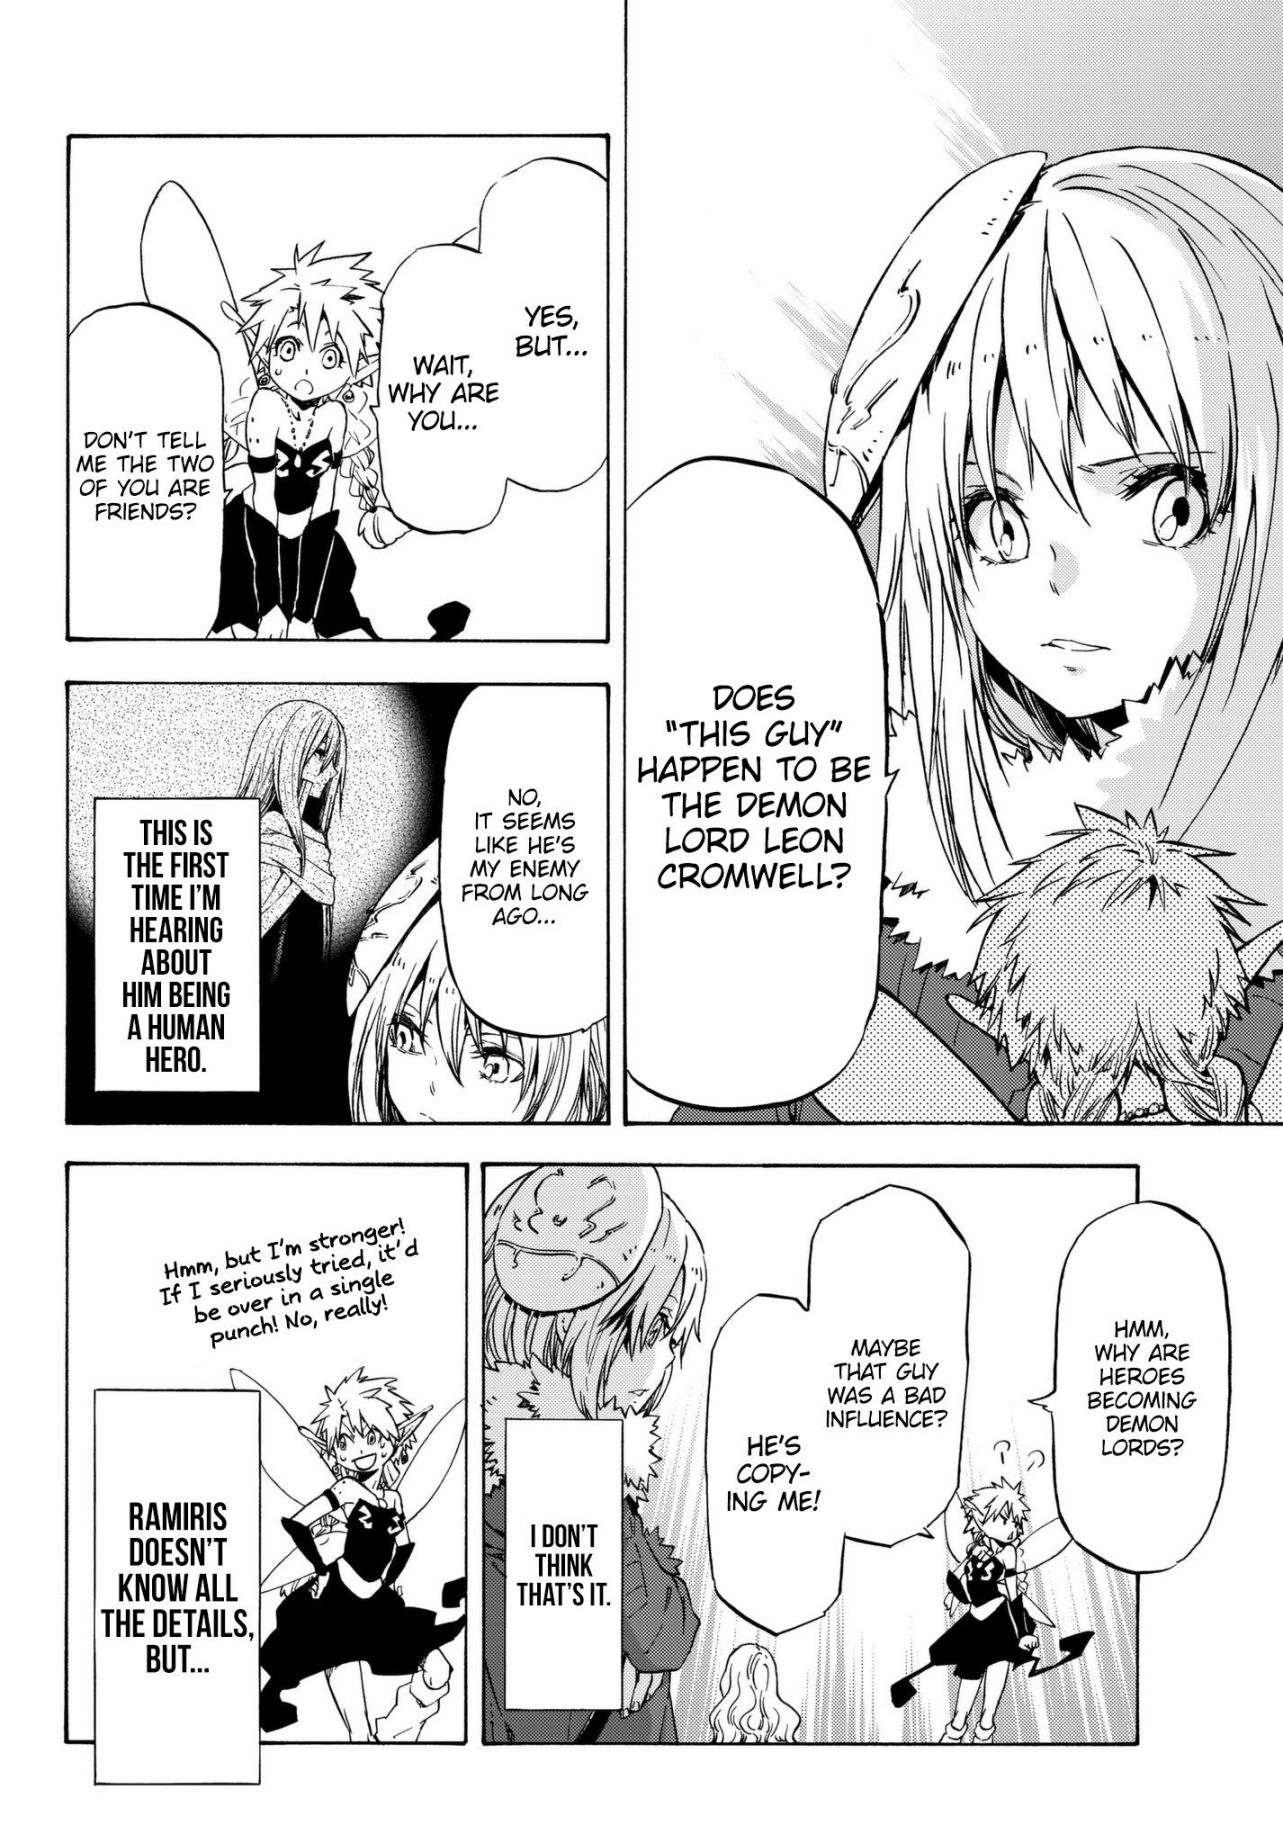 DOES
"THIS GUY"
HAPPEN TO BE
THE DEMON
LORD LEON
CROMWELL?
YES,
BUT...
WAIT,
WHY ARE
YOU...
DON'T TELL
ME THE TWO
OF YOU ARE
FRIENDS?
NO,
IT SEEMS
LIKE HE'S
MY ENEMY
FROM LONG
AGO...
THIS IS
THE FIRST
TIME I'M
HEARING
ABOUT
HIM BEING
A HUMAN
HERO.
HMM,
WHY ARE
HEROES
BECOMING
DEMON
LORDS?
MAYBE
THAT GUY
WAS A BAD
INFLUENCE?
HE'S
COPY-
ING ME!
I DON'T
THINK
THAT'S IT.
Hmm, but I'm stronger!
If I seriously tried, it'd
be over in a single
punch! No, really!
RAMIRIS
DOESN'T
KNOW ALL
THE DETAILS,
BUT...